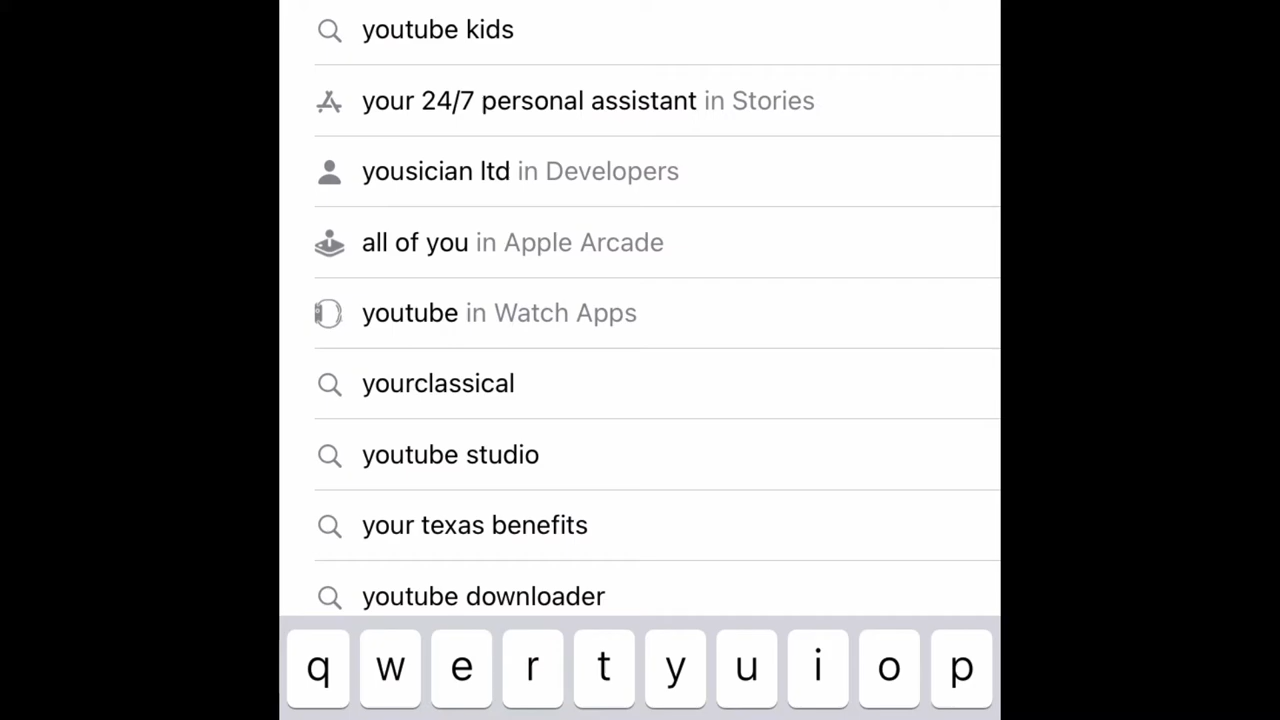 youtube kids
your 24/7 personal assistant in Stories
yousician ltd in Developers
all of you in Apple Arcade
youtube in Watch Apps
yourclassical
youtube studio
your texas benefits
youtube downloader
q w e r t y u i o p